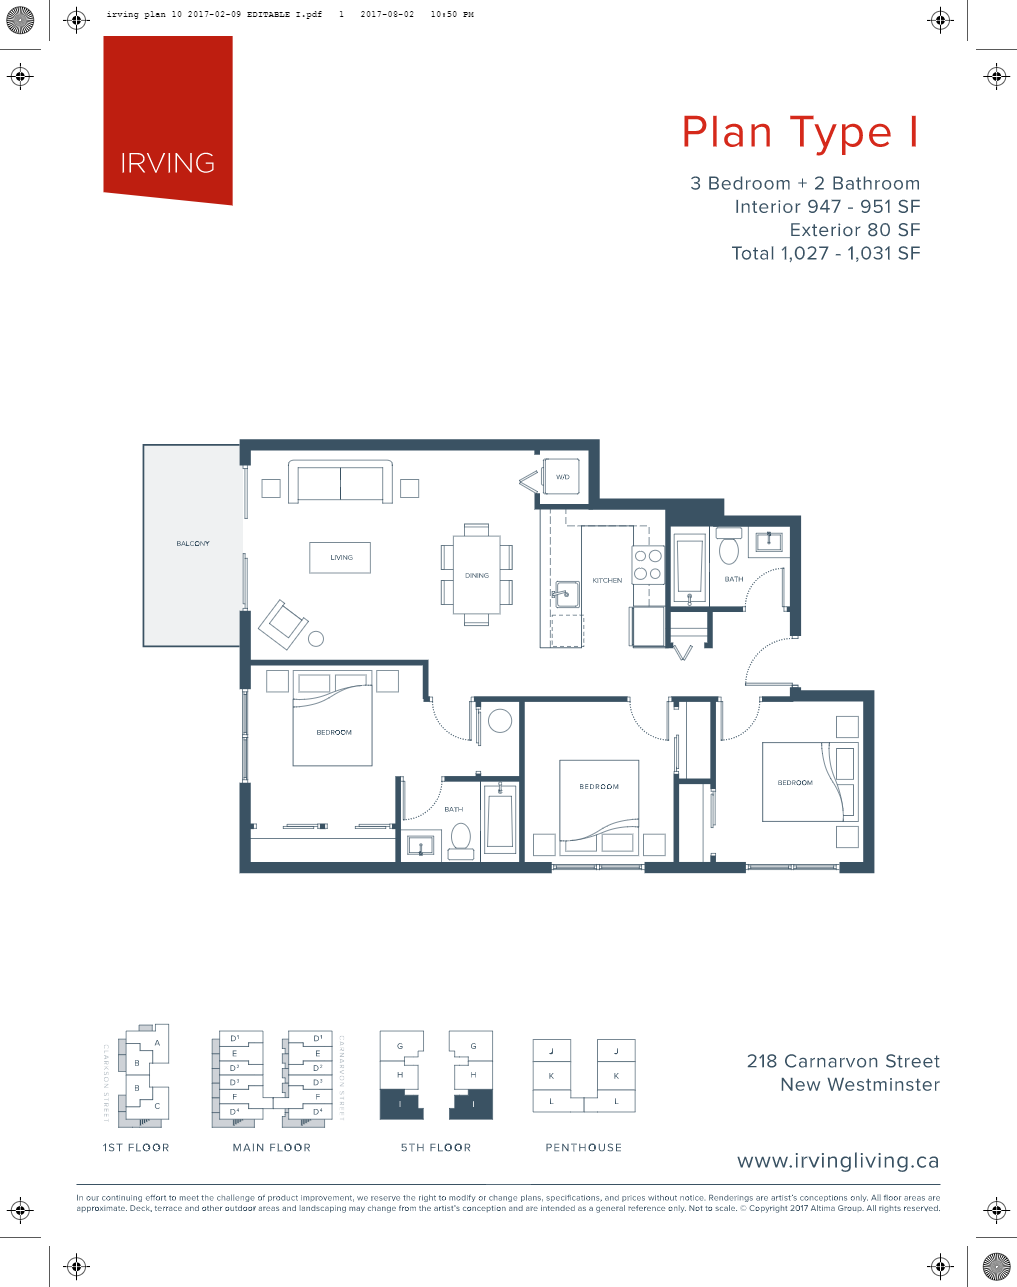 irving plan 10 2017-02-09 EDITABLE I.pdf 1 2017-08-02 10:50 PM
IRVING
Plan Type I
3 Bedroom + 2 Bathroom
Interior 947 - 951 SF
Exterior 80 SF
Total 1,027 - 1,031 SF
W/D
BALCONY
LIVING
DINING
KITCHEN
BATH
BEDROOM
BEDROOM
BEDROOM
BATH
CLARKSON STREET
A
B
B
C
1ST FLOOR
D1 D1
E E
D2 D2
D3 D3
F F
D4 D4
CARNARVON STREET
MAIN FLOOR
G G
H H
I I
5TH FLOOR
J J
K K
L L
PENTHOUSE
218 Carnarvon Street
New Westminster
www.irvingliving.ca
In our continuing effort to meet the challenge of product improvement, we reserve the right to modify or change plans, specifications, and prices without notice. Renderings are artist's conceptions only. All floor areas are
approximate. Deck, terrace and other outdoor areas and landscaping may change from the artist's conception and are intended as a general reference only. Not to scale. © Copyright 2017 Altima Group. All rights reserved.